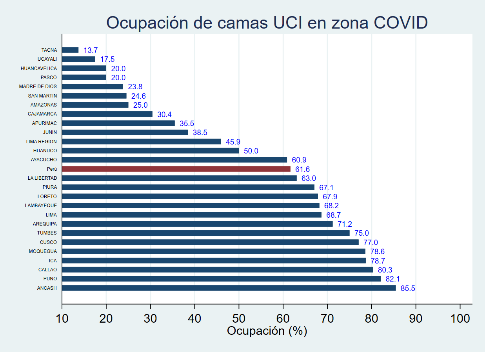 Ocupación de camas UCI en zona COVID
TACNA 13.7
UCAYALI 17.5
HUANCAVELICA 20.0
PASCO 20.0
MADRE DE DIOS 23.8
SAN MARTIN 24.6
AMAZONAS 25.0
CAJAMARCA 30.4
APURIMAC 35.5
JUNIN 38.5
LIMA REGION 45.9
HUANUCO 50.0
AYACUCHO 60.9
Perú 61.6
LA LIBERTAD 63.0
PIURA 67.1
LORETO 67.9
LAMBAYEQUE 68.2
LIMA 68.7
AREQUIPA 71.2
TUMBES 75.0
CUSCO 77.0
MOQUEGUA 78.6
ICA 78.7
CALLAO 80.3
PUNO 82.1
ANCASH 85.5
10 20 30 40 50 60 70 80 90 100
Ocupación (%)